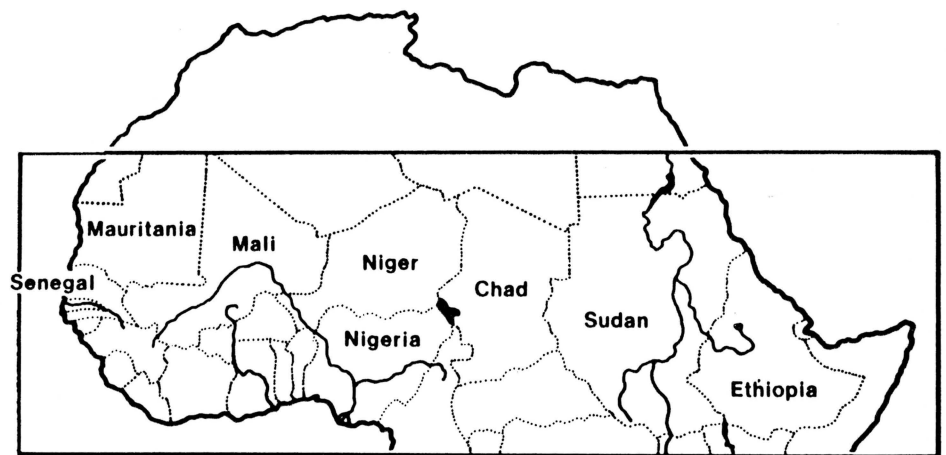 Mauritania
Mali
Niger
Senegal
Chad
Sudan
Nigeria
Ethiopia